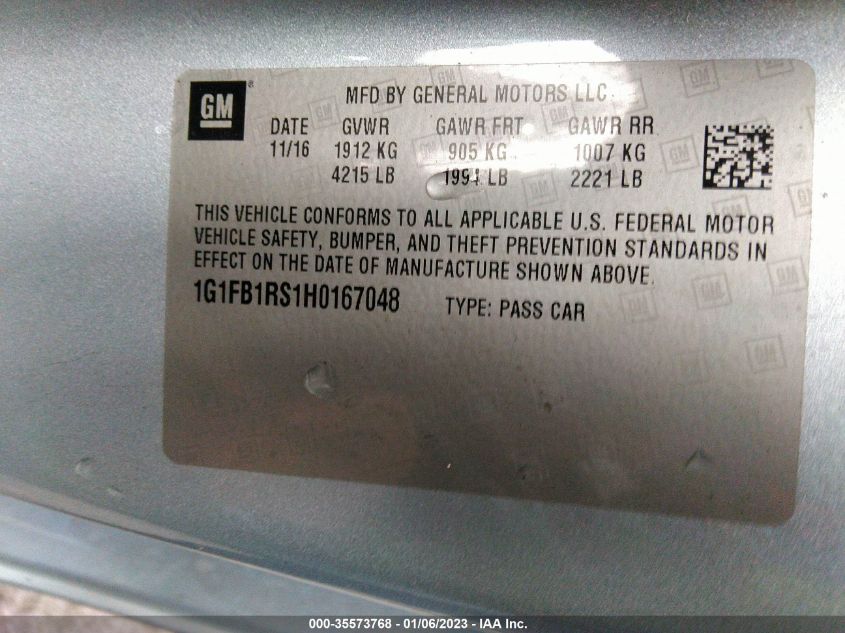 GM ® MFD BY GENERAL MOTORS LLC
DATE GVWR GAWR FRT GAWR RR
11/16 1912 KG 905 KG 1007 KG
4215 LB 1994 LB 2221 LB
THIS VEHICLE CONFORMS TO ALL APPLICABLE U.S. FEDERAL MOTOR
VEHICLE SAFETY, BUMPER, AND THEFT PREVENTION STANDARDS IN
EFFECT ON THE DATE OF MANUFACTURE SHOWN ABOVE.
1G1FB1RS1H0167048 TYPE: PASS CAR
000-35573768 - 01/06/2023 - IAA Inc.